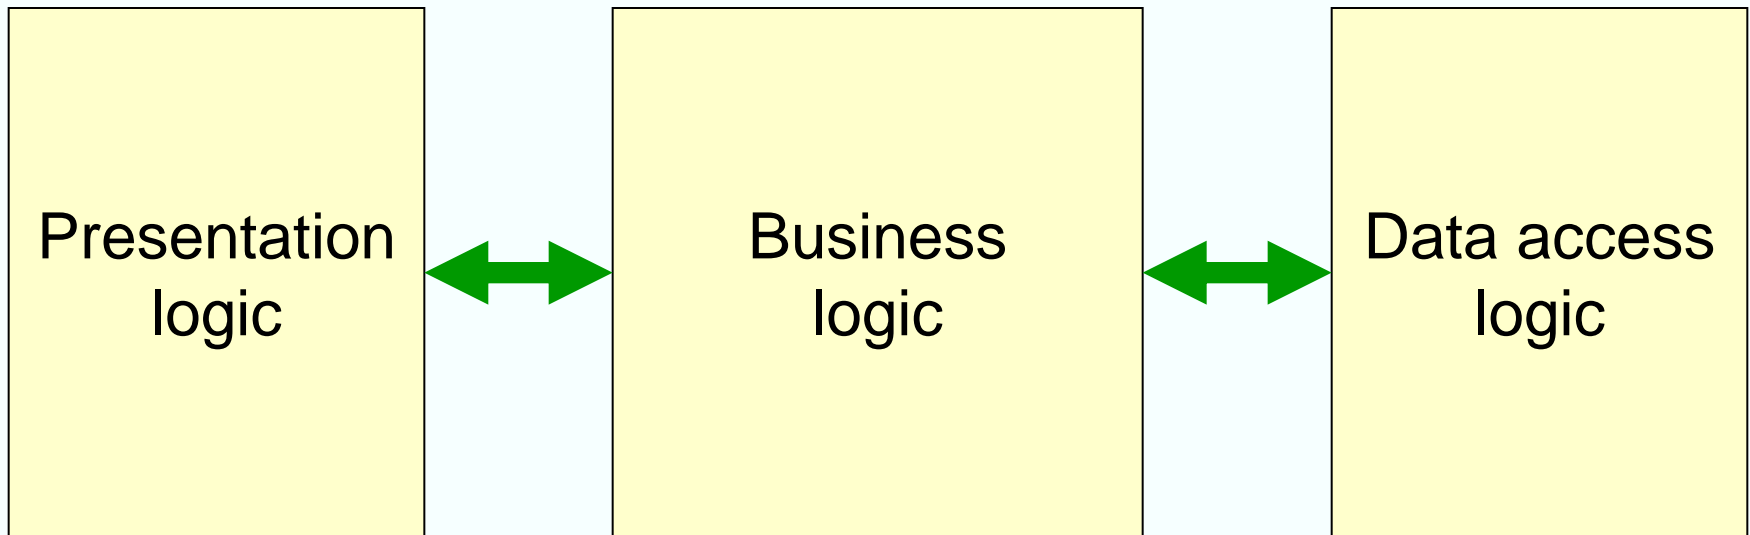 Presentation
logic
Business
logic
Data access
logic